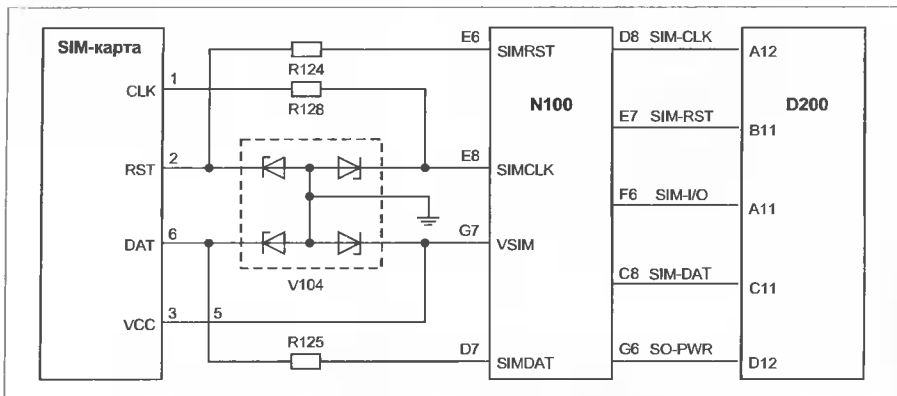 SIM-карта
CLK
1
RST
2
DAT
6
VCC
3 5
R124
R128
V104
R125
E6
E8
G7
D7
SIMRST
N100
SIMCLK
VSIM
SIMDAT
D8 SIM-CLK
E7 SIM-RST
F6 SIM-I/O
C8 SIM-DAT
G6 SO-PWR
A12
D200
B11
A11
C11
D12